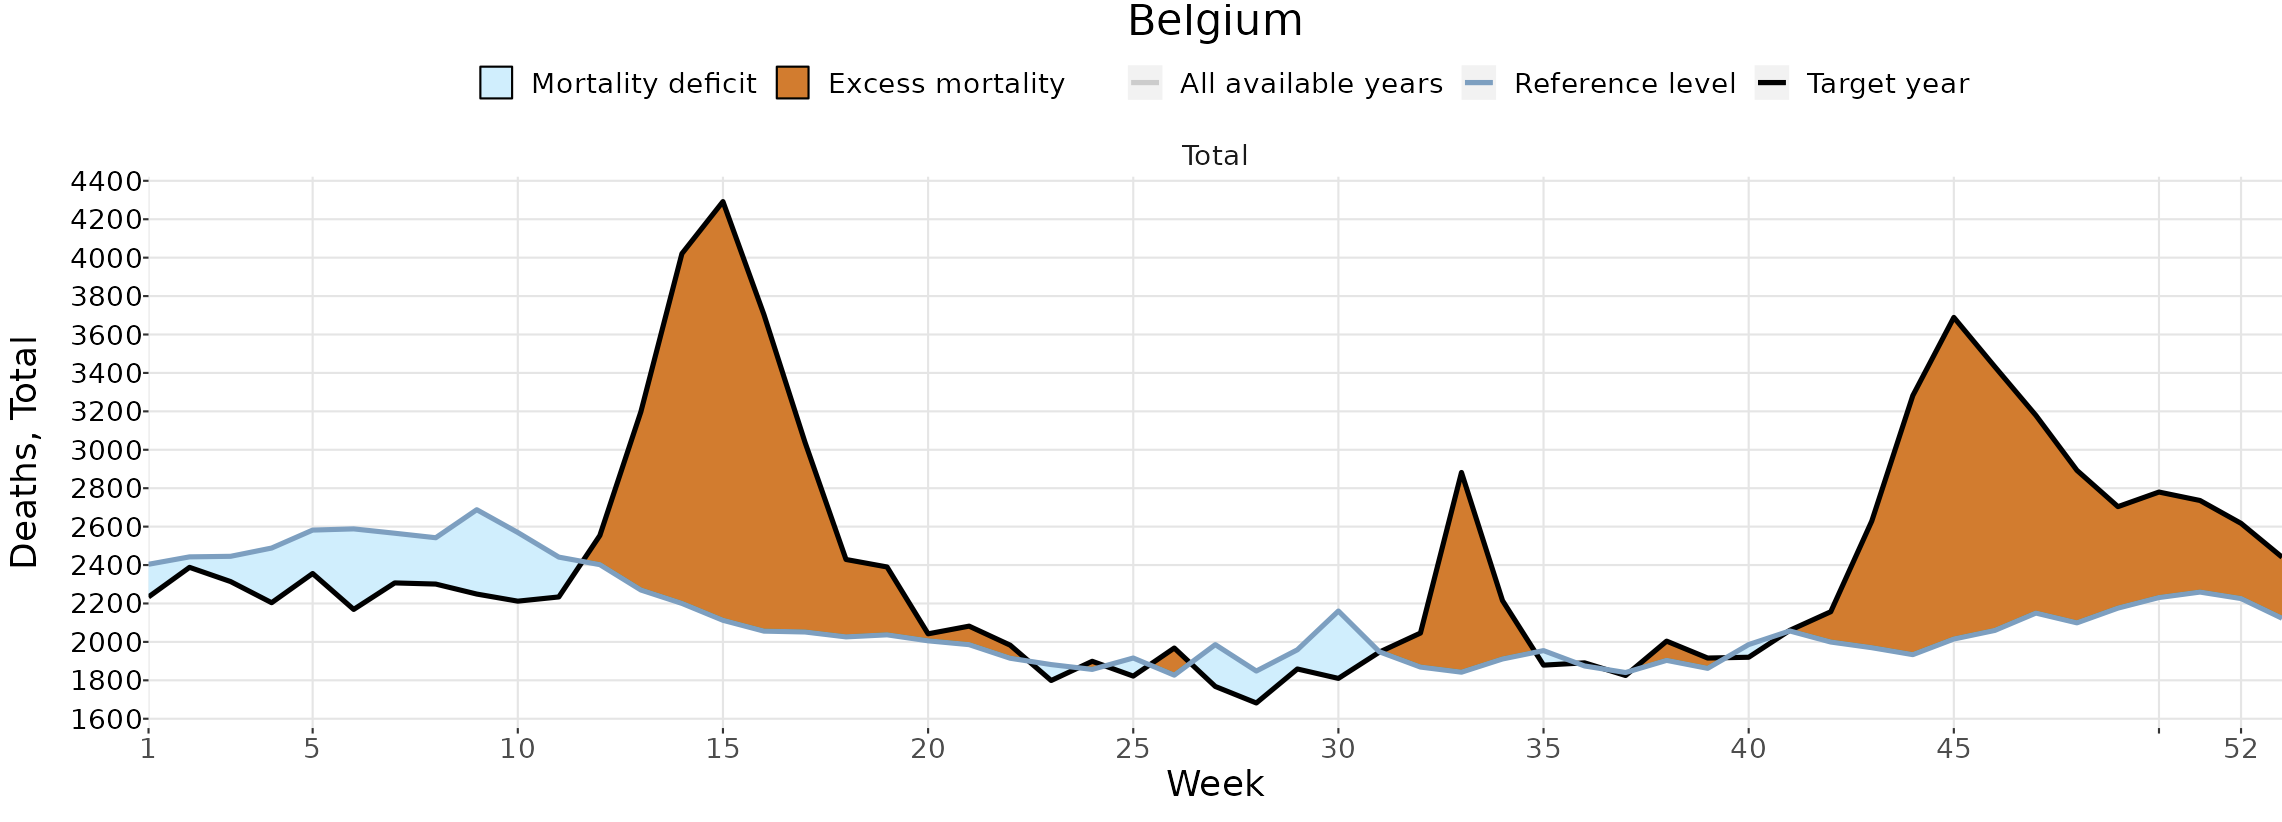 Belgium
Mortality deficit Excess mortality All available years Reference level Target year
Total
Deaths, Total
4400
4200
4000
3800
3600
3400
3200
3000
2800
2600
2400
2200
2000
1800
1600
1 5 10 15 20 25 30 35 40 45 52
Week